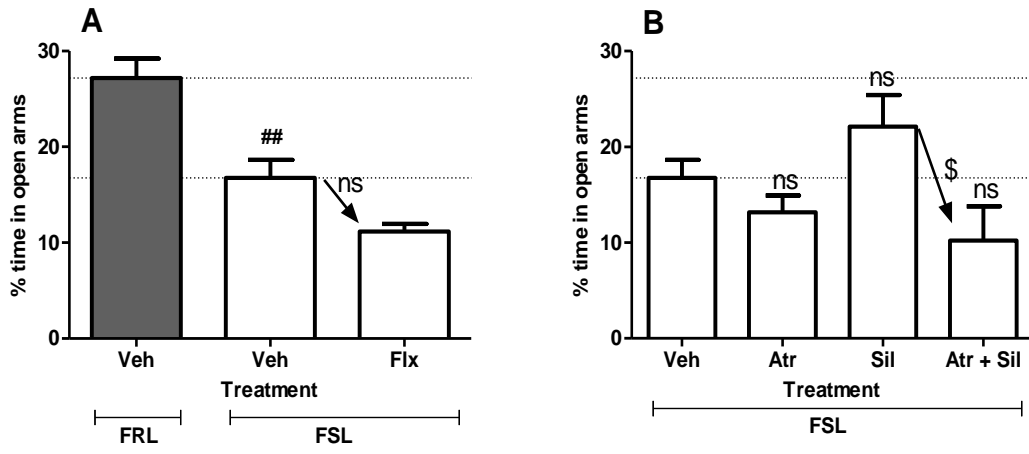 A
% time in open arms
30
20
10
0
##
ns
Veh
Veh
Flx
Treatment
FRL
FSL
B
% time in open arms
30
20
10
0
ns
ns
$
ns
Veh
Atr
Sil
Atr + Sil
Treatment
FSL